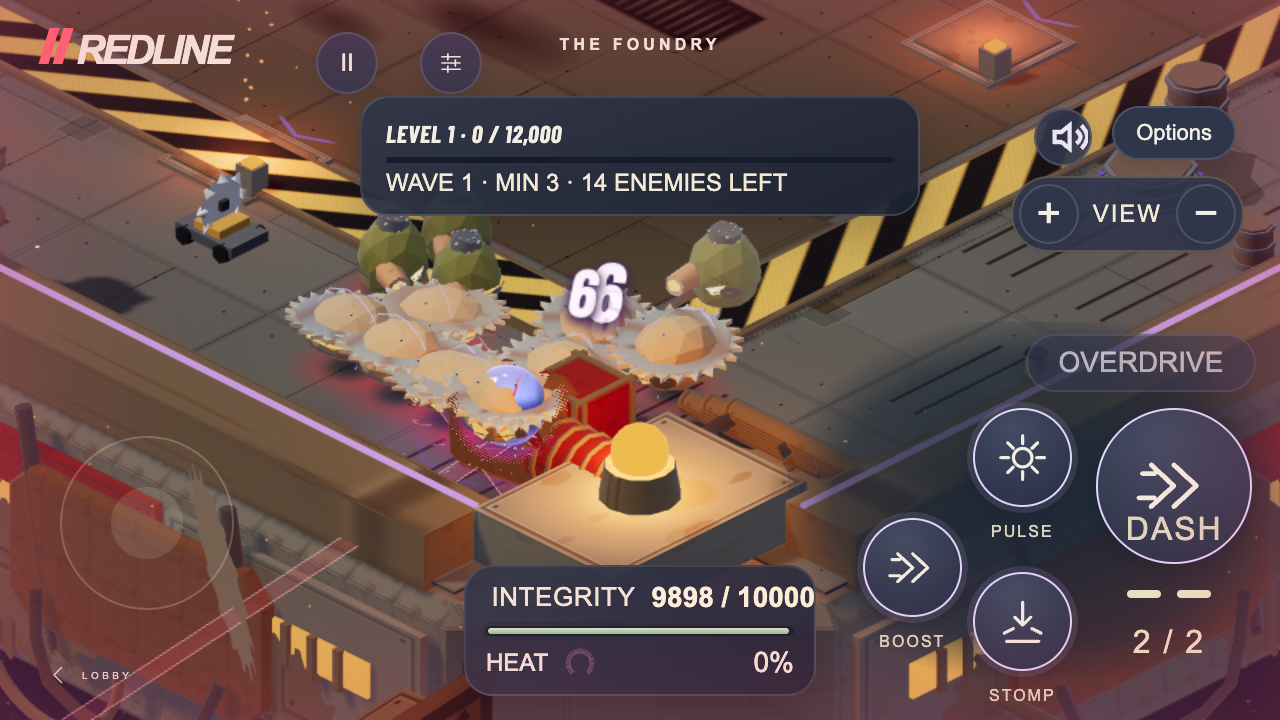 REDLINE
THE FOUNDRY
LEVEL 1 · 0 / 12,000
WAVE 1 · MIN 3 · 14 ENEMIES LEFT
Options
+ VIEW −
66
OVERDRIVE
PULSE
DASH
BOOST
2 / 2
STOMP
INTEGRITY 9898 / 10000
HEAT 0%
LOBBY